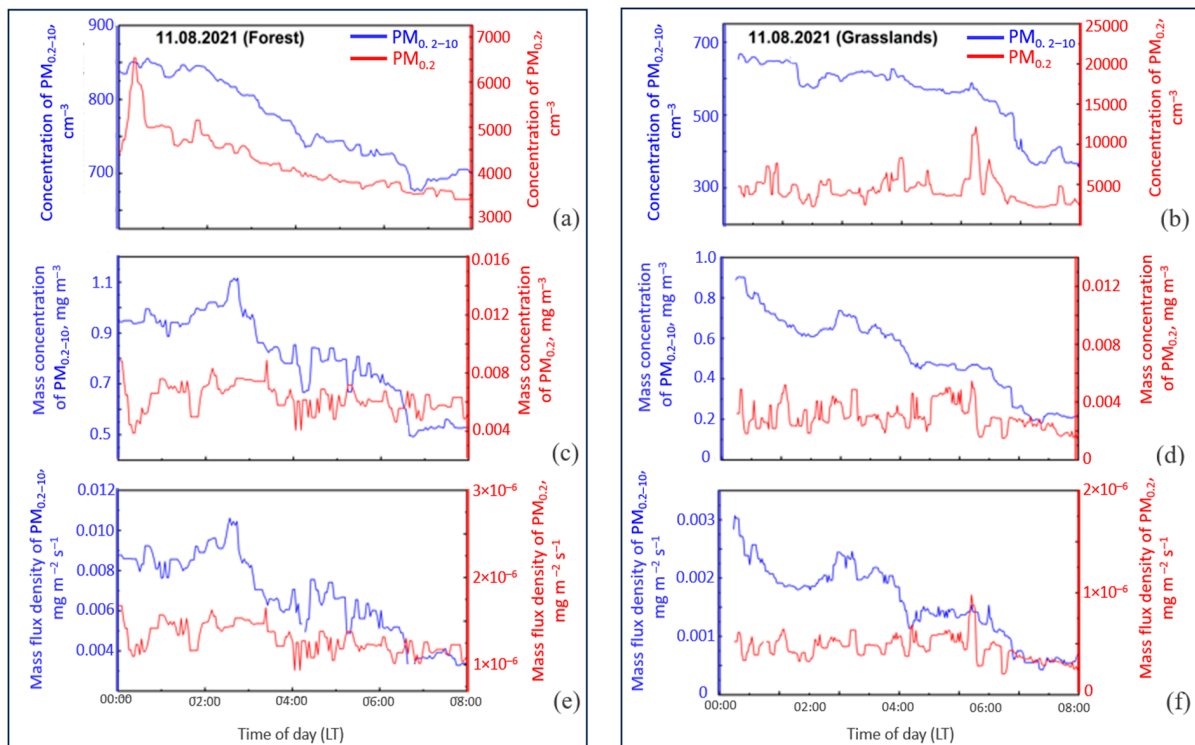 11.08.2021 (Forest)
PM0.2–10
PM0.2
Concentration of PM0.2–10,
cm−3
900
800
700
Concentration of PM0.2,
cm−3
7000
6000
5000
4000
3000
(a)
11.08.2021 (Grasslands)
PM0. 2–10
PM0.2
Concentration of PM0.2–10,
cm−3
700
500
300
Concentration of PM0.2,
cm−3
25000
20000
15000
10000
5000
(b)
Mass concentration
of PM0.2–10, mg m−3
1.1
0.9
0.7
0.5
Mass concentration
of PM0.2, mg m−3
0.016
0.012
0.008
0.004
(c)
Mass concentration
of PM0.2–10, mg m−3
1.0
0.8
0.6
0.4
0.2
0
Mass concentration
of PM0.2, mg m−3
0.012
0.008
0.004
0
(d)
Mass flux density of PM0.2–10,
mg m−2 s−1
0.012
0.010
0.008
0.006
0.004
Mass flux density of PM0.2,
mg m−2 s−1
3×10−6
2×10−6
1×10−6
(e)
00:00 02:00 04:00 06:00 08:00
Time of day (LT)
Mass flux density of PM0.2–10,
mg m−2 s−1
0.003
0.002
0.001
0
Mass flux density of PM0.2,
mg m−2 s−1
2×10−6
1×10−6
0
(f)
00:00 02:00 04:00 06:00 08:00
Time of day (LT)